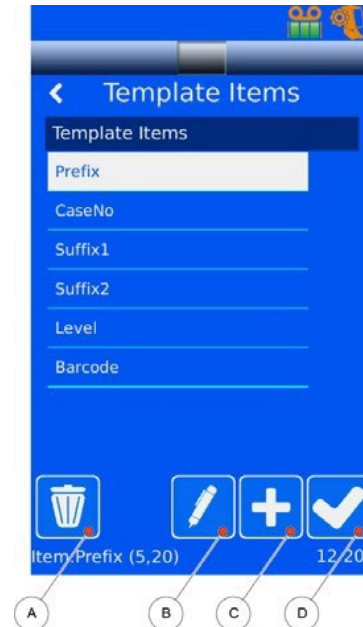 Template Items
Template Items
Prefix
CaseNo
Suffix1
Suffix2
Level
Barcode
Item:Prefix (5,20)
12/20
A
B
C
D